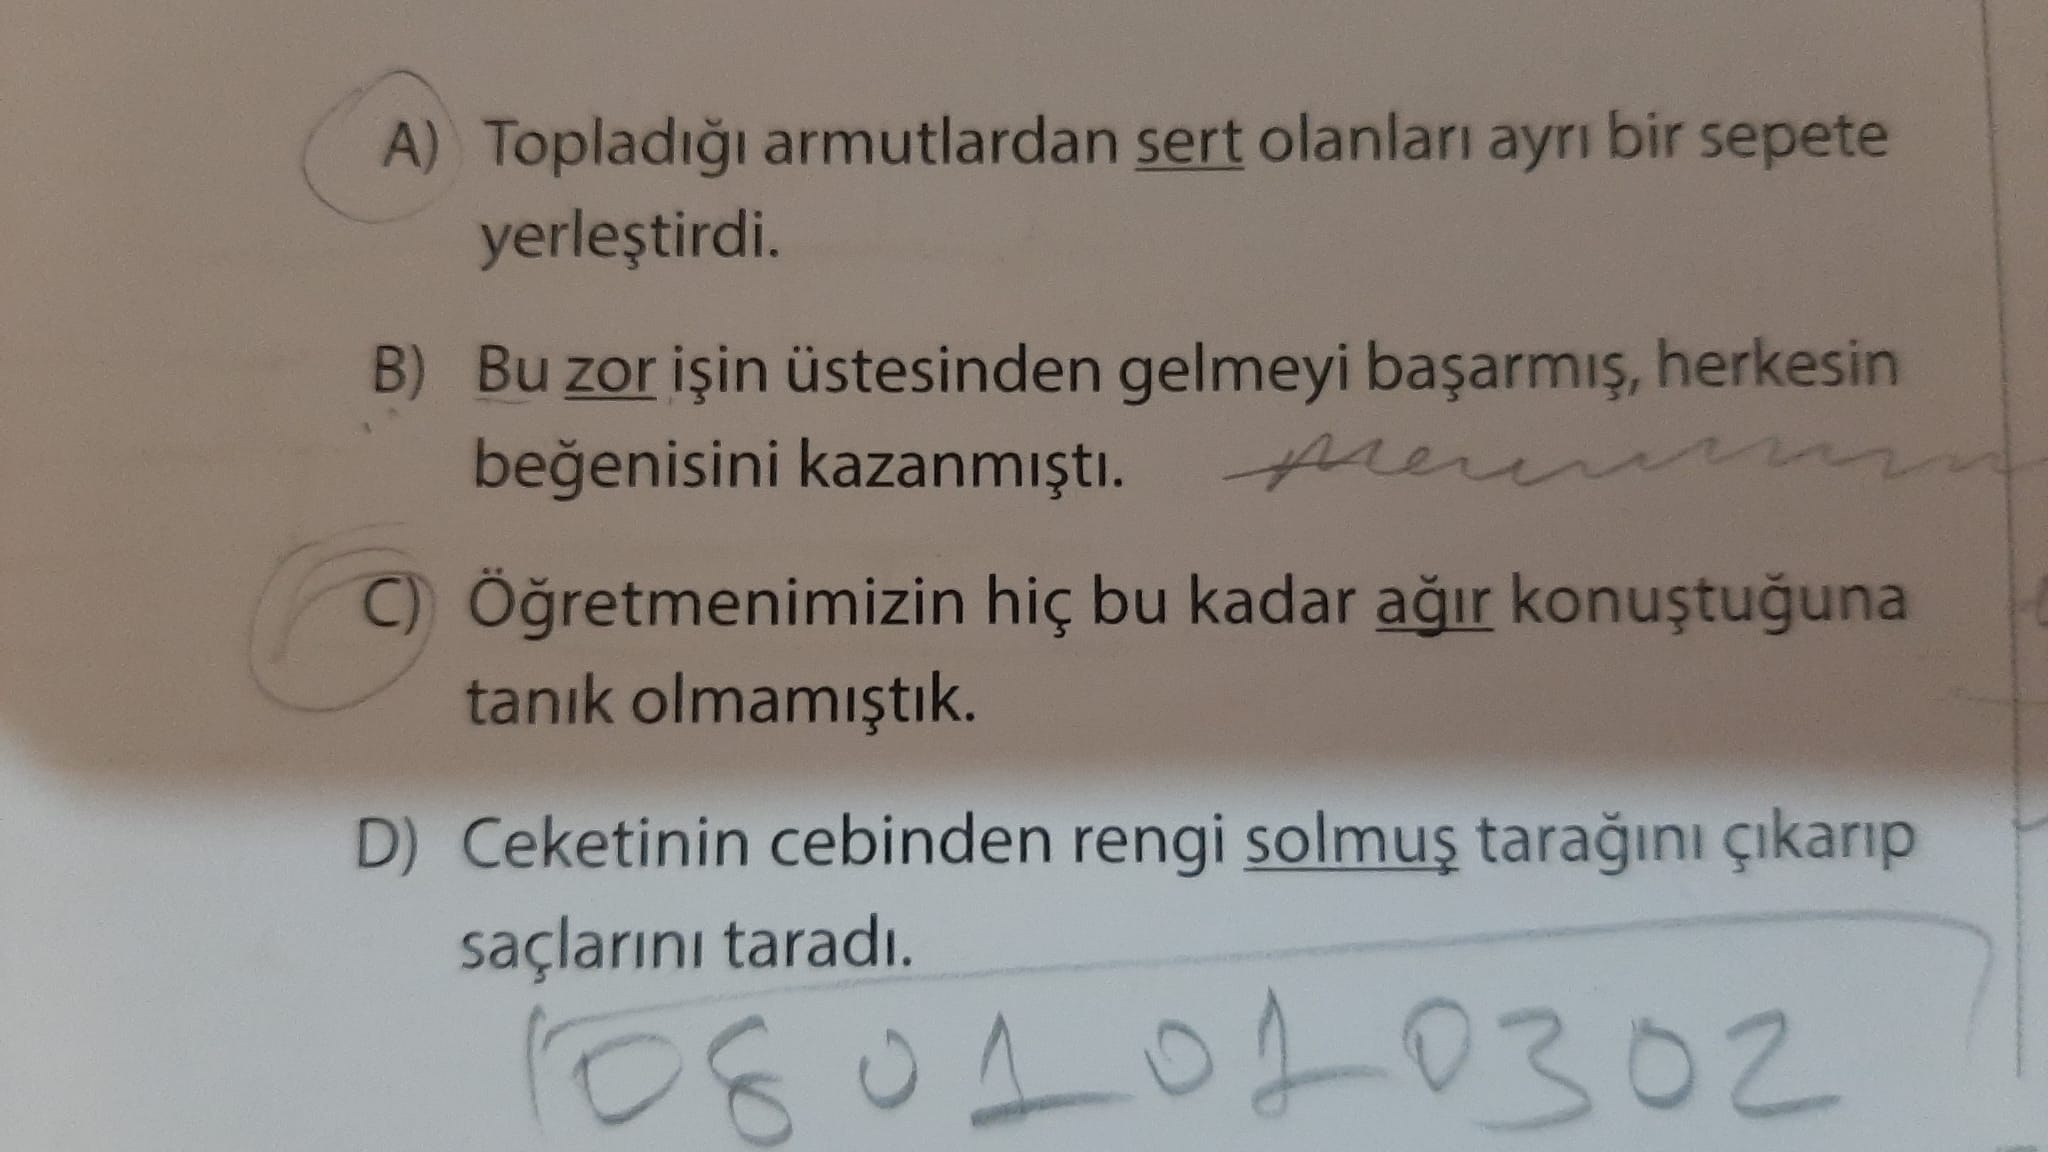 A) Topladığı armutlardan sert olanları ayrı bir sepete
yerleştirdi.
B) Bu zor işin üstesinden gelmeyi başarmış, herkesin
beğenisini kazanmıştı.
C) Öğretmenimizin hiç bu kadar ağır konuştuğuna
tanık olmamıştık.
D) Ceketinin cebinden rengi solmuş tarağını çıkarıp
saçlarını taradı.
0801010302